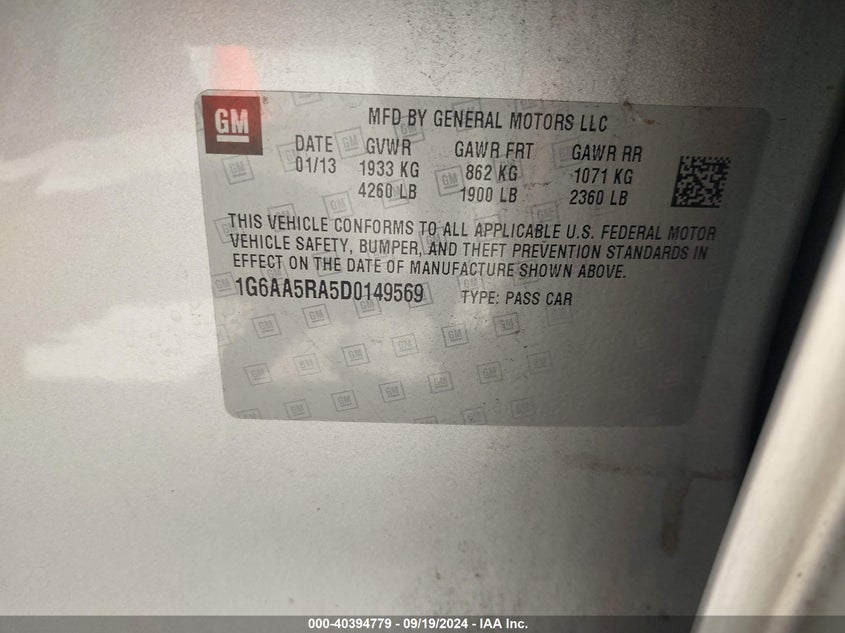 GM
MFD BY GENERAL MOTORS LLC
DATE GVWR GAWR FRT GAWR RR
01/13 1933 KG 862 KG 1071 KG
4260 LB 1900 LB 2360 LB
THIS VEHICLE CONFORMS TO ALL APPLICABLE U.S. FEDERAL MOTOR
VEHICLE SAFETY, BUMPER, AND THEFT PREVENTION STANDARDS IN
EFFECT ON THE DATE OF MANUFACTURE SHOWN ABOVE.
1G6AA5RA5D0149569 TYPE: PASS CAR
000-40394779 - 09/19/2024 - IAA Inc.